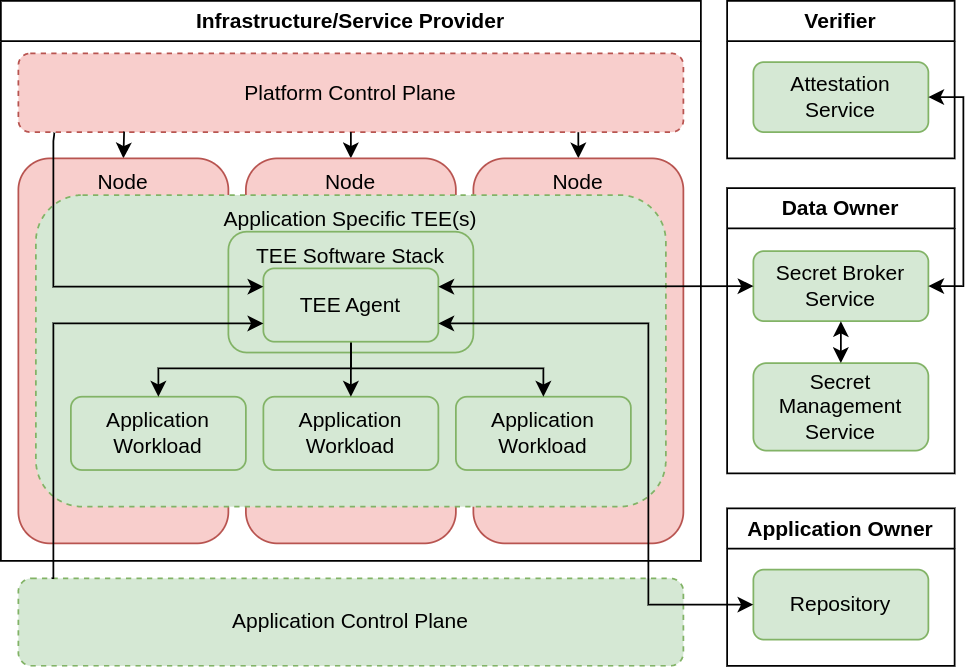 Infrastructure/Service Provider
Platform Control Plane
Node
Node
Node
Application Specific TEE(s)
TEE Software Stack
TEE Agent
Application
Workload
Application
Workload
Application
Workload
Application Control Plane
Verifier
Attestation
Service
Data Owner
Secret Broker
Service
Secret
Management
Service
Application Owner
Repository